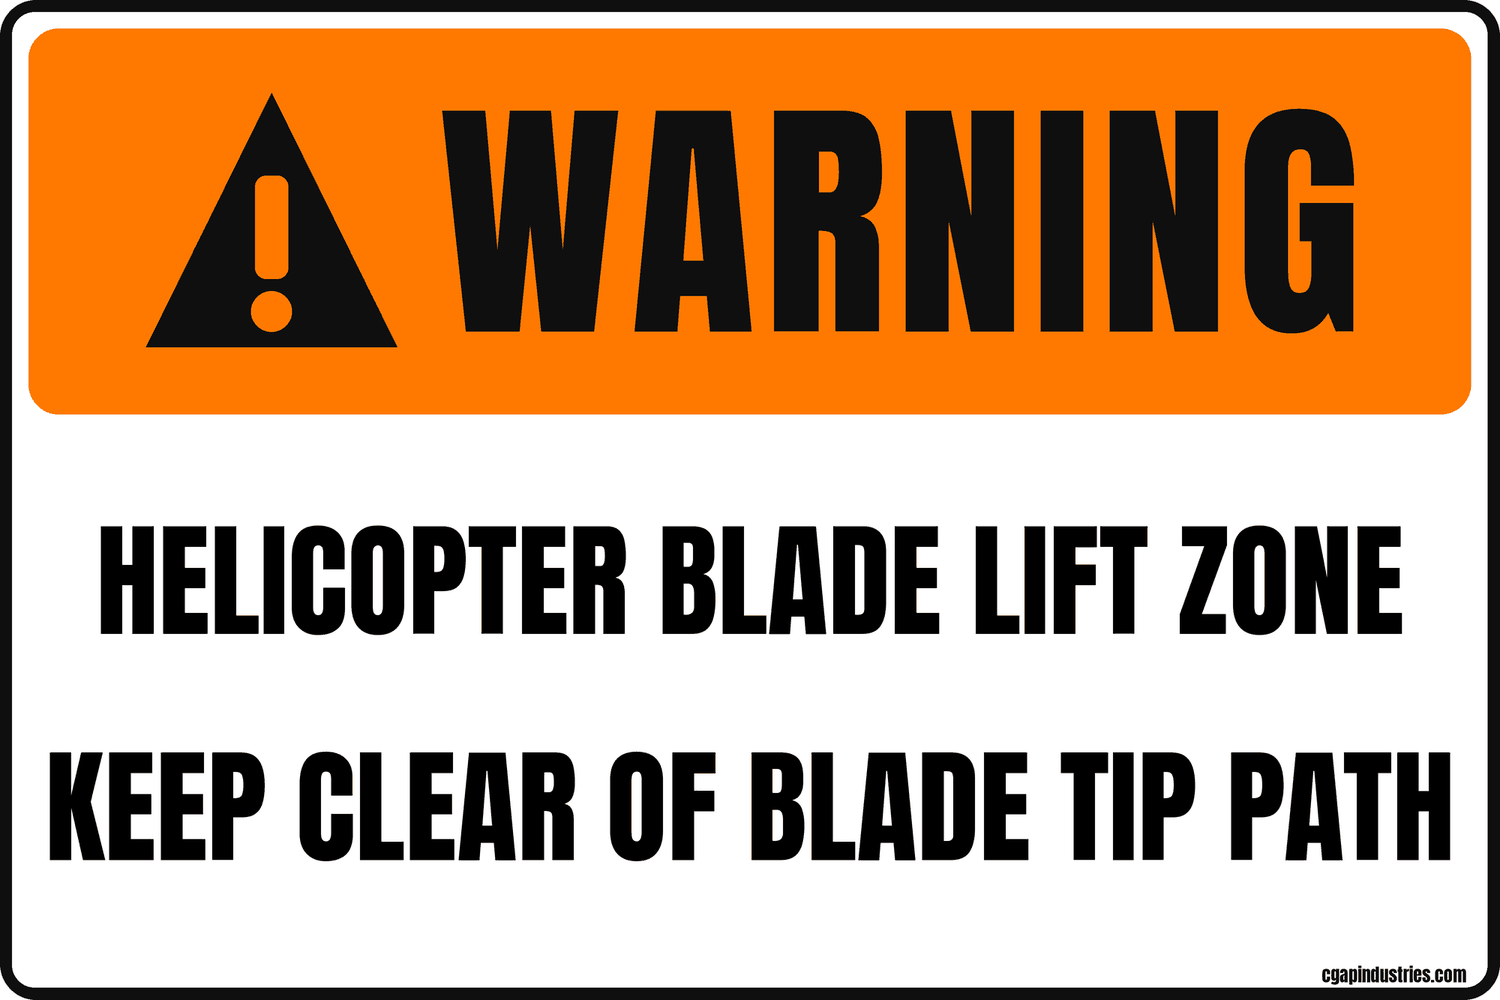 WARNING
HELICOPTER BLADE LIFT ZONE
KEEP CLEAR OF BLADE TIP PATH
cgapindustries.com